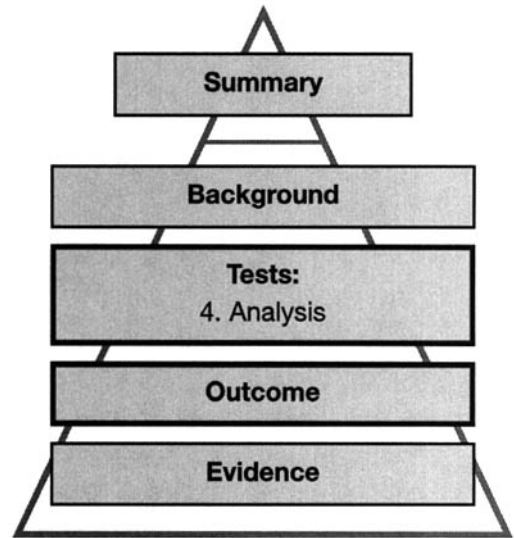 Summary
Background
Tests:
4. Analysis
Outcome
Evidence